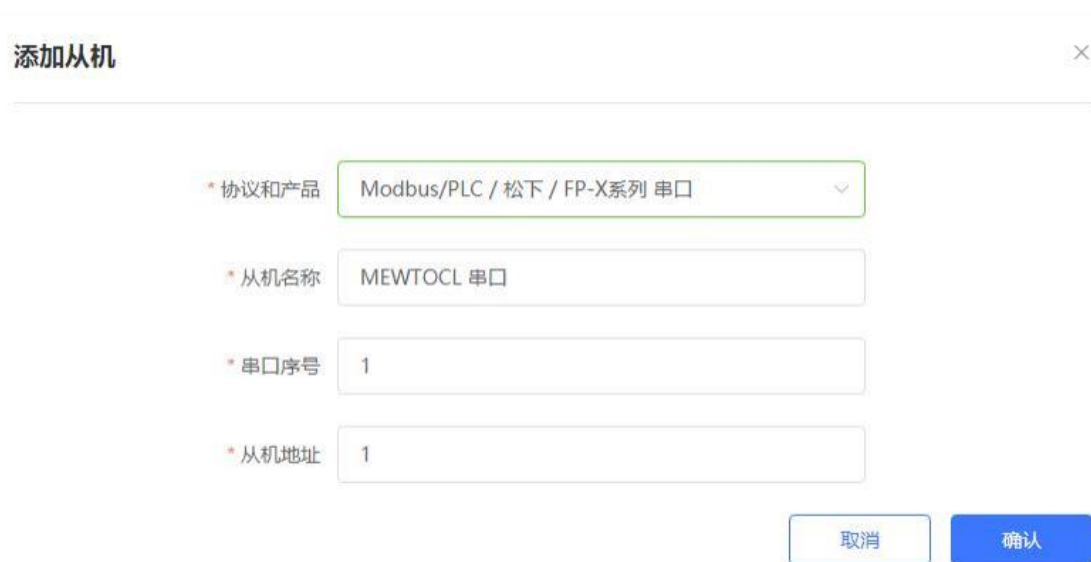 添加从机
* 协议和产品 Modbus/PLC / 松下 / FP-X系列 串口
* 从机名称 MEWTOCL 串口
* 串口序号 1
* 从机地址 1
取消 确认